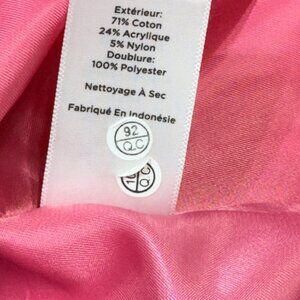 Extérieur:
71% Coton
24% Acrylique
5% Nylon
Doublure:
100% Polyester
Nettoyage À Sec
Fabriqué En Indonésie
92
Q.C
Q.C